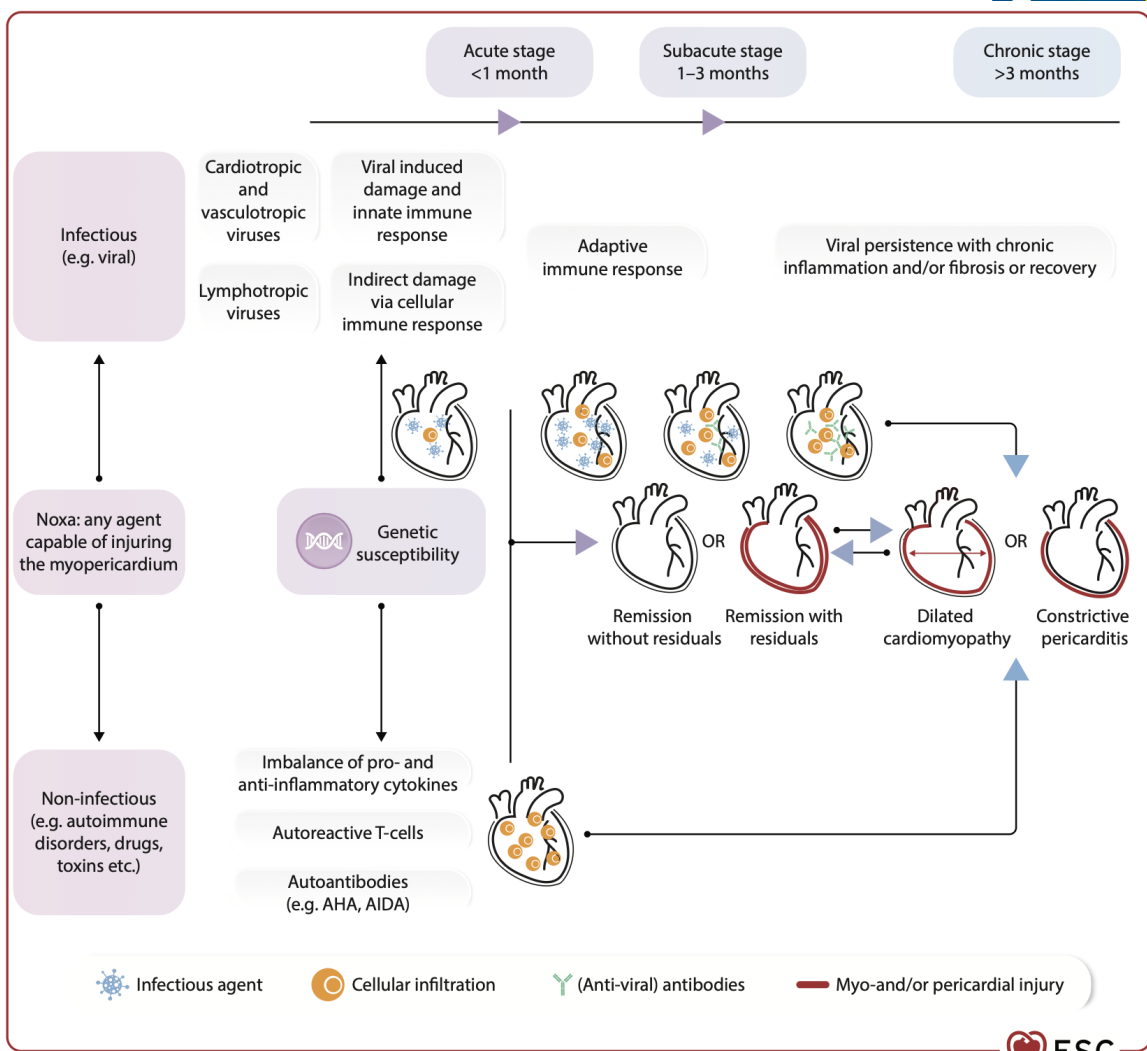 Acute stage
<1 month
Subacute stage
1–3 months
Chronic stage
>3 months
Infectious
(e.g. viral)
Cardiotropic
and
vasculotropic
viruses
Viral induced
damage and
innate immune
response
Lymphotropic
viruses
Indirect damage
via cellular
immune response
Adaptive
immune response
Viral persistence with chronic
inflammation and/or fibrosis or recovery
Noxa: any agent
capable of injuring
the myopericardium
Genetic
susceptibility
OR
OR
Remission
without residuals
Remission with
residuals
Dilated
cardiomyopathy
Constrictive
pericarditis
Non-infectious
(e.g. autoimmune
disorders, drugs,
toxins etc.)
Imbalance of pro- and
anti-inflammatory cytokines
Autoreactive T-cells
Autoantibodies
(e.g. AHA, AIDA)
Infectious agent
Cellular infiltration
(Anti-viral) antibodies
Myo-and/or pericardial injury
ESC